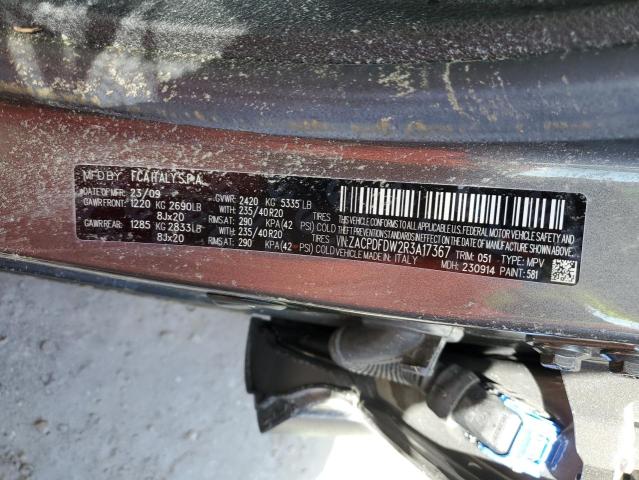 MFD BY FCA ITALY S.P.A.
DATE OF MFR: 23/09 GVWR: 2420 KG 5335 LB
GAWR FRONT: 1220 KG 2690LB WITH: 235/40R20 TIRES
8Jx20 RIMS AT: 290 KPA(42 PSI) COLD
GAWR REAR: 1285 KG 2833LB WITH: 235/40R20 TIRES
8Jx20 RIMS AT: 290 KPA(42 PSI) COLD
THIS VEHICLE CONFORMS TO ALL APPLICABLE U.S. FEDERAL MOTOR VEHICLE SAFETY AND
THEFT PREVENTION STANDARDS IN EFFECT ON THE DATE OF MANUFACTURE SHOWN ABOVE.
VIN: ZACPDFDW2R3A17367 TRIM: 051 TYPE: MPV
VEHICLE MADE IN: ITALY MDH: 230914 PAINT: 581